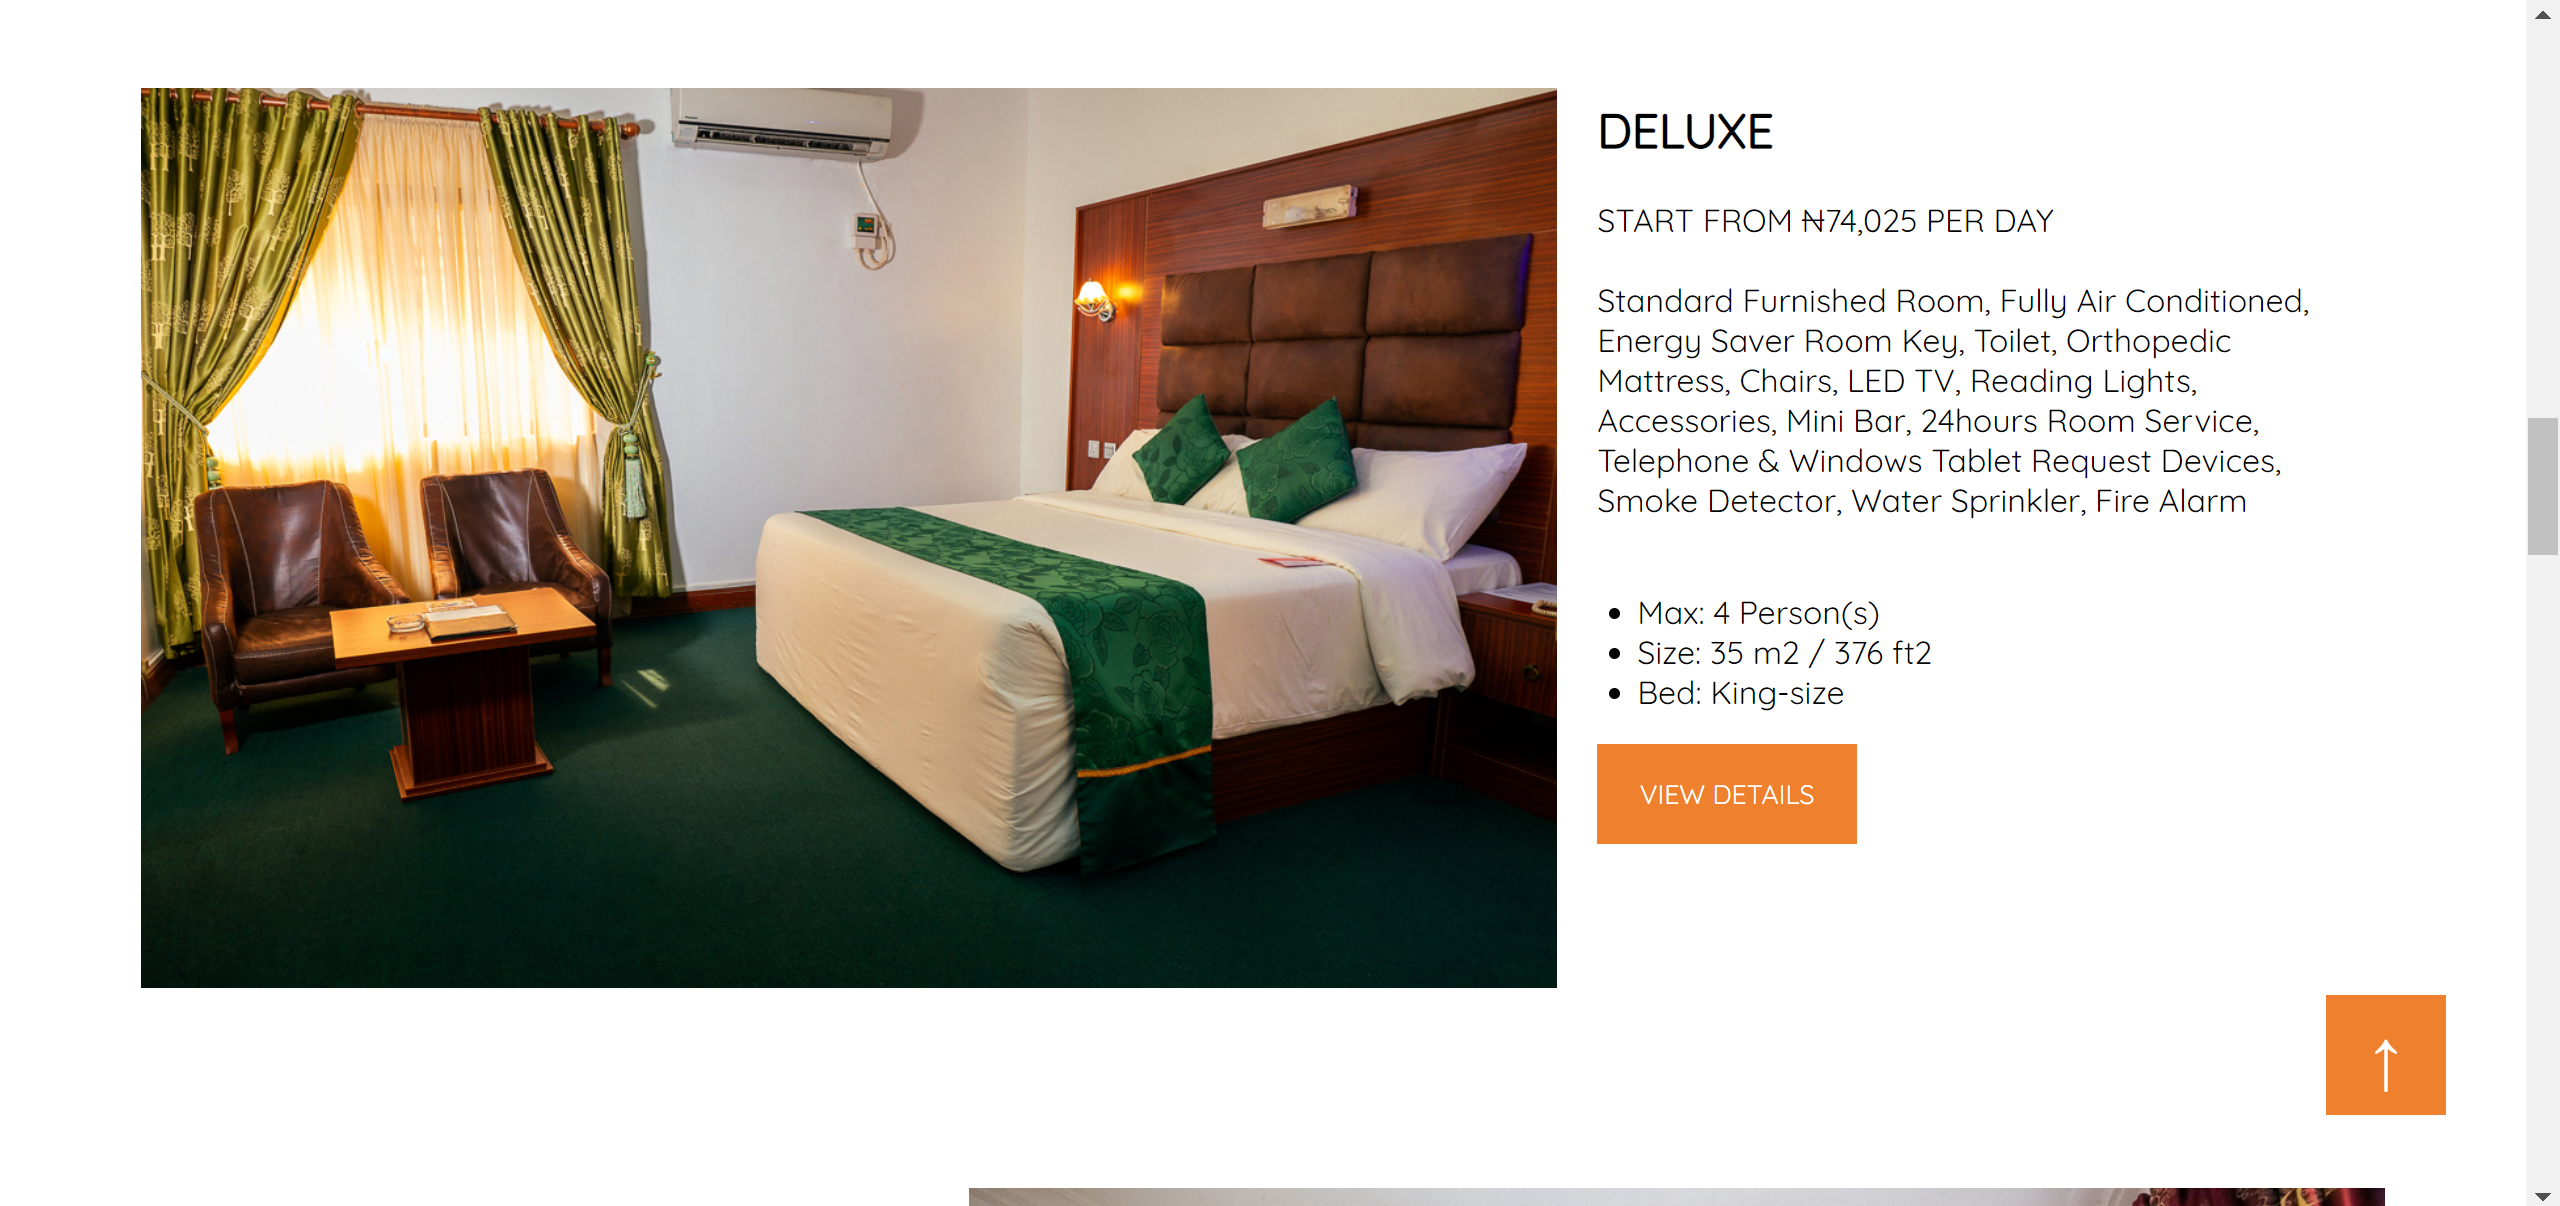 DELUXE
START FROM ₦74,025 PER DAY
Standard Furnished Room, Fully Air Conditioned,
Energy Saver Room Key, Toilet, Orthopedic
Mattress, Chairs, LED TV, Reading Lights,
Accessories, Mini Bar, 24hours Room Service,
Telephone & Windows Tablet Request Devices,
Smoke Detector, Water Sprinkler, Fire Alarm
• Max: 4 Person(s)
• Size: 35 m2 / 376 ft2
• Bed: King-size
VIEW DETAILS
↑